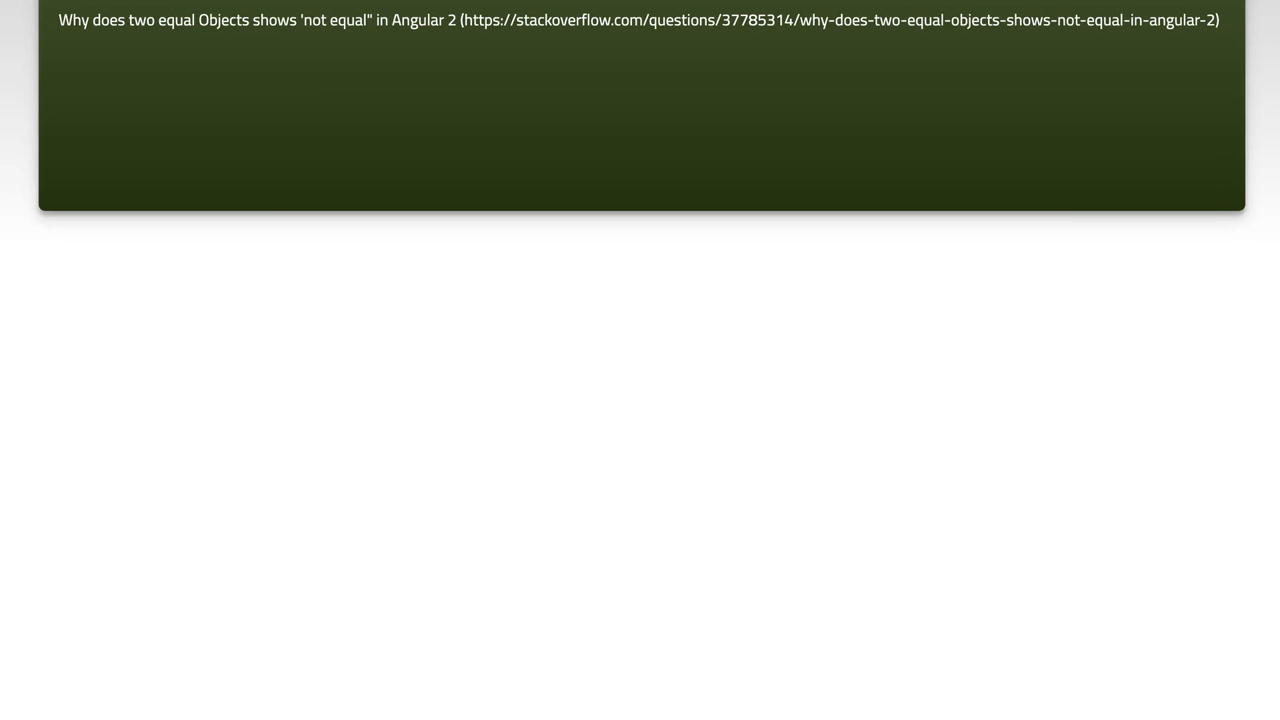 Why does two equal Objects shows 'not equal" in Angular 2 (https://stackoverflow.com/questions/37785314/why-does-two-equal-objects-shows-not-equal-in-angular-2)